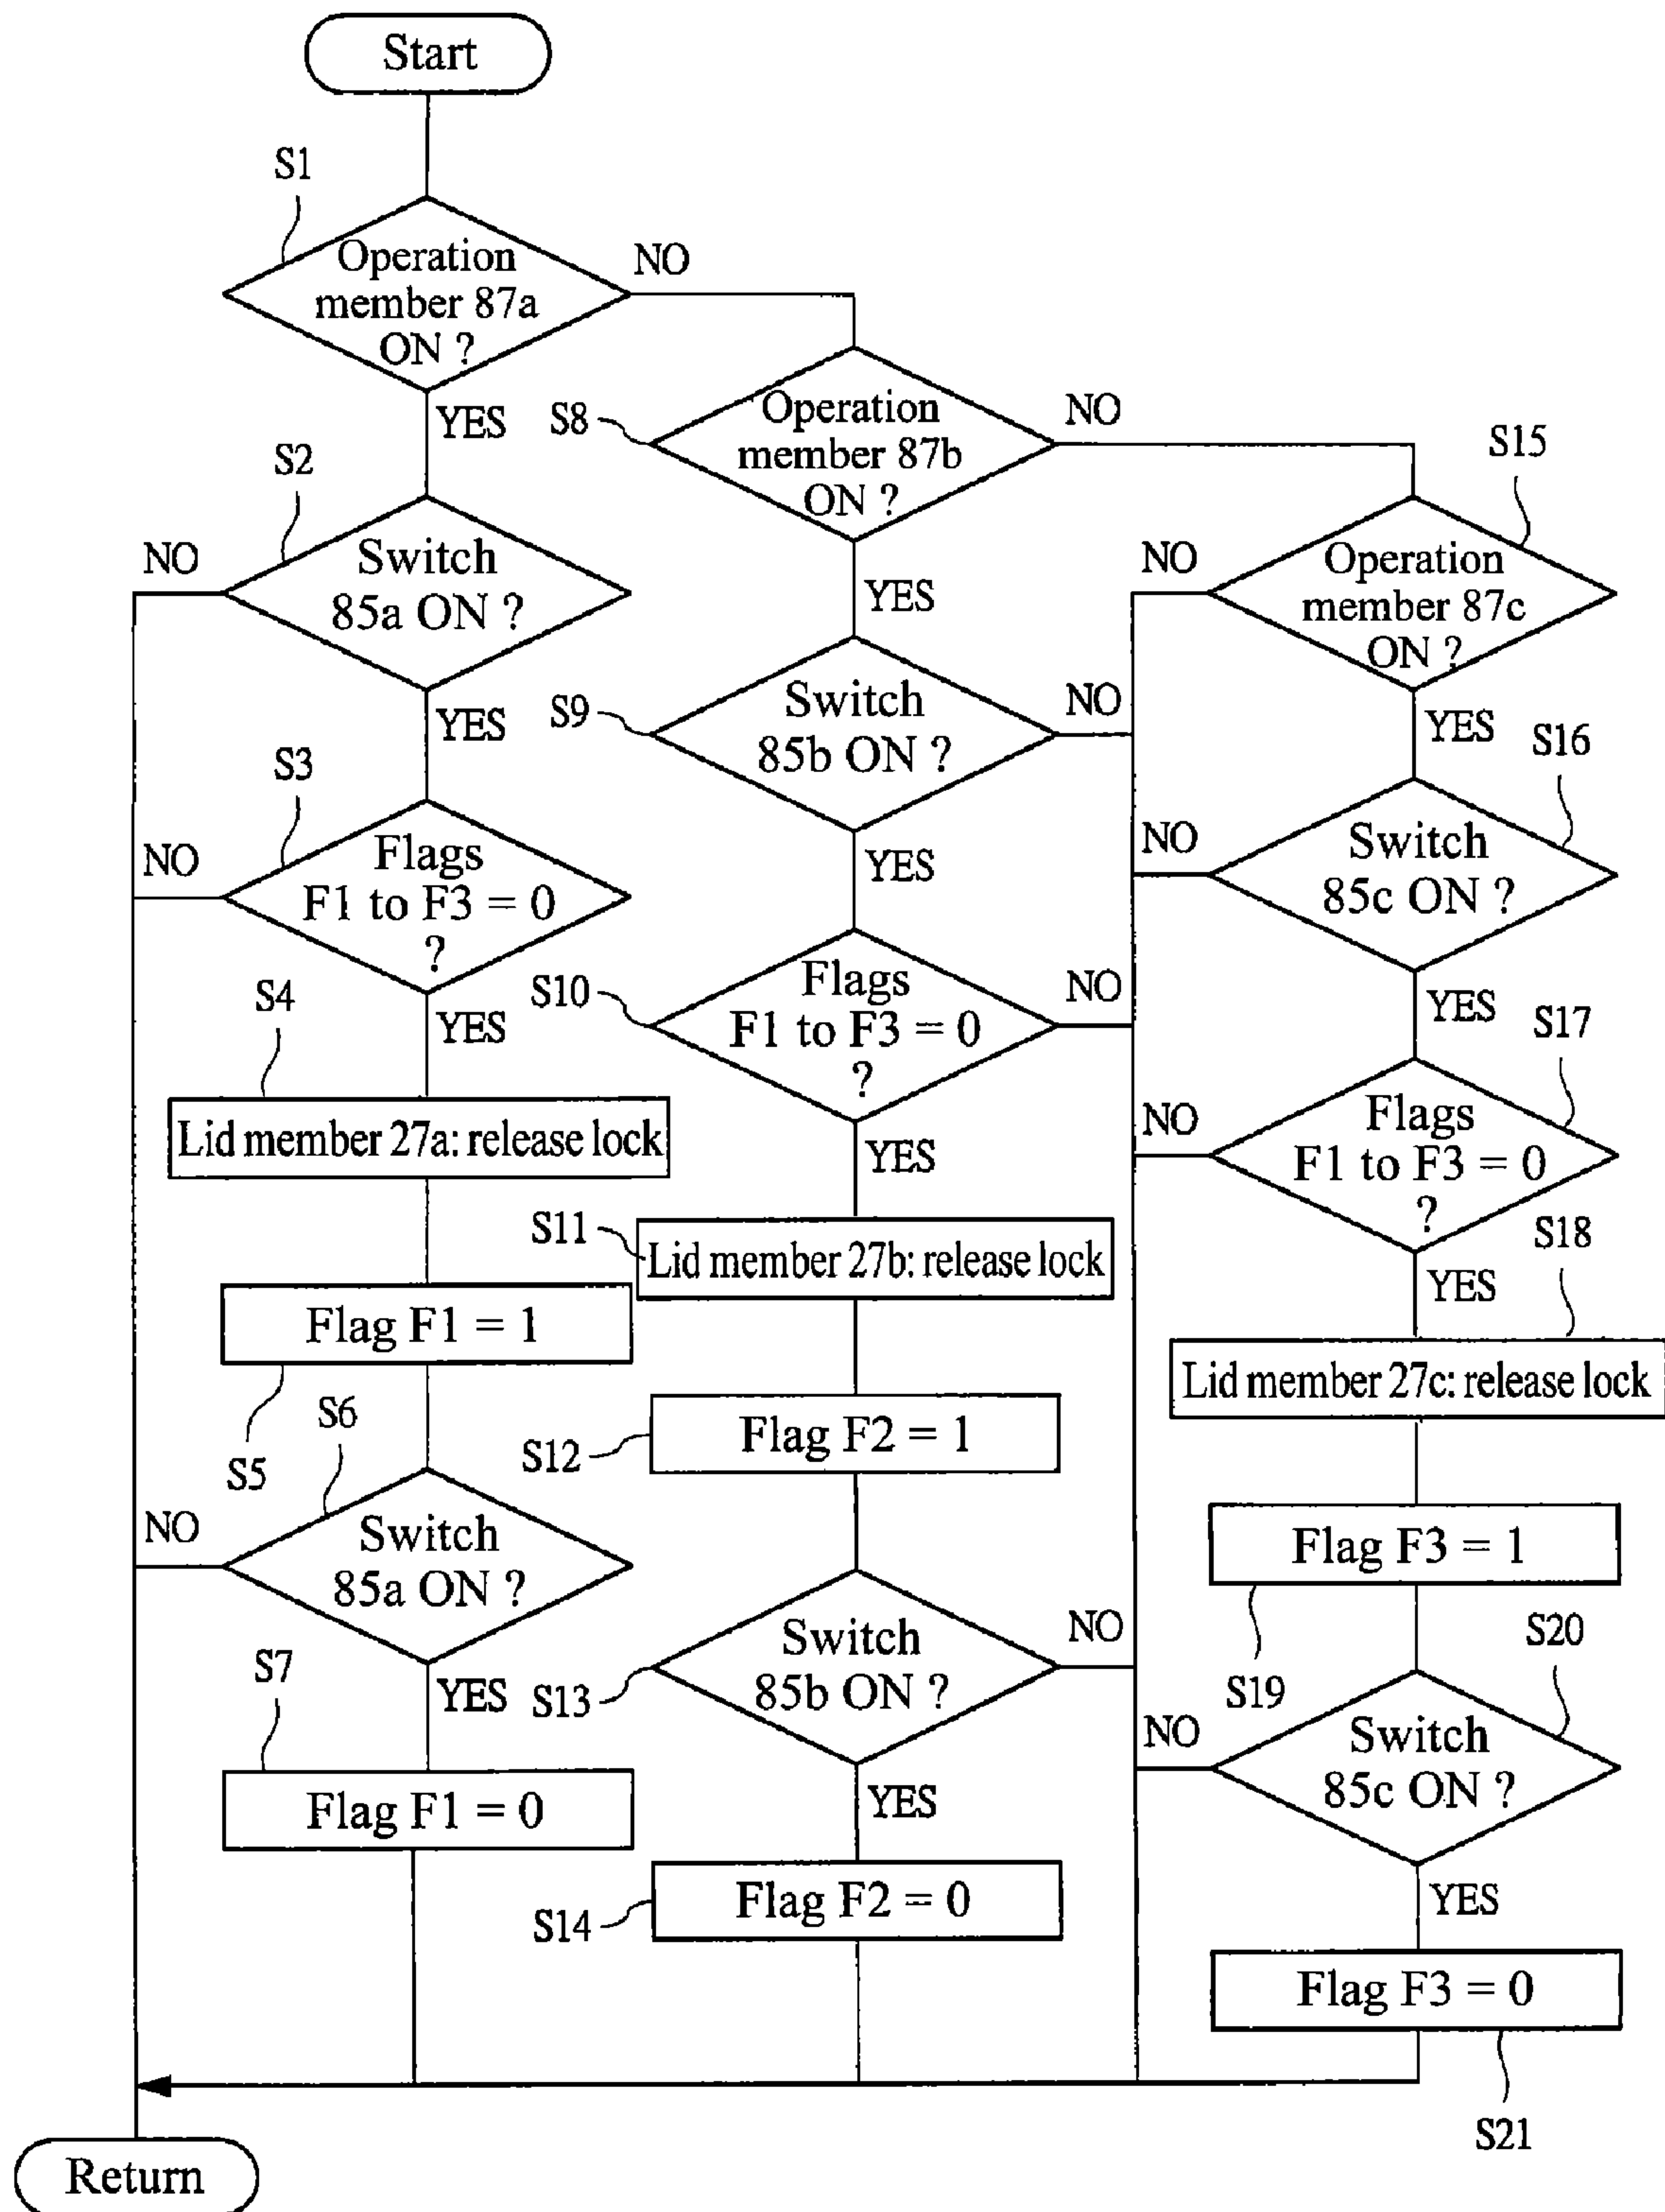 Start
S1
Operation
member 87a
ON ?
NO
YES
S2
Switch
85a ON ?
NO
YES
S3
Flags
F1 to F3 = 0
?
NO
YES
S4
Lid member 27a: release lock
Flag F1 = 1
S5
S6
Switch
85a ON ?
NO
YES
S7
Flag F1 = 0
S8
Operation
member 87b
ON ?
NO
YES
S9
Switch
85b ON ?
NO
YES
S10
Flags
F1 to F3 = 0
?
NO
YES
S11
Lid member 27b: release lock
S12
Flag F2 = 1
S13
Switch
85b ON ?
NO
YES
S14
Flag F2 = 0
S15
Operation
member 87c
ON ?
NO
YES
S16
Switch
85c ON ?
NO
YES
S17
Flags
F1 to F3 = 0
?
NO
YES
S18
Lid member 27c: release lock
Flag F3 = 1
S19
S20
Switch
85c ON ?
NO
YES
Flag F3 = 0
S21
Return